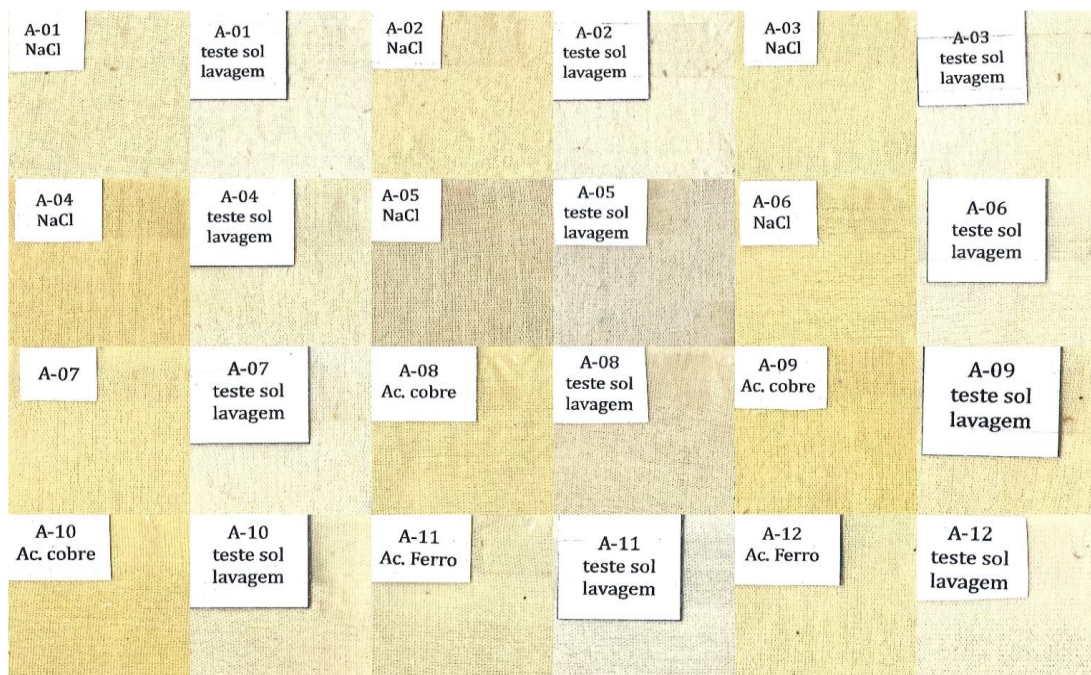 A-01
NaCl
A-01
teste sol
lavagem
A-02
NaCl
A-02
teste sol
lavagem
A-03
NaCl
A-03
teste sol
lavagem
A-04
NaCl
A-04
teste sol
lavagem
A-05
NaCl
A-05
teste sol
lavagem
A-06
NaCl
A-06
teste sol
lavagem
A-07
A-07
teste sol
lavagem
A-08
Ac. cobre
A-08
teste sol
lavagem
A-09
Ac. cobre
A-09
teste sol
lavagem
A-10
Ac. cobre
A-10
teste sol
lavagem
A-11
Ac. Ferro
A-11
teste sol
lavagem
A-12
Ac. Ferro
A-12
teste sol
lavagem